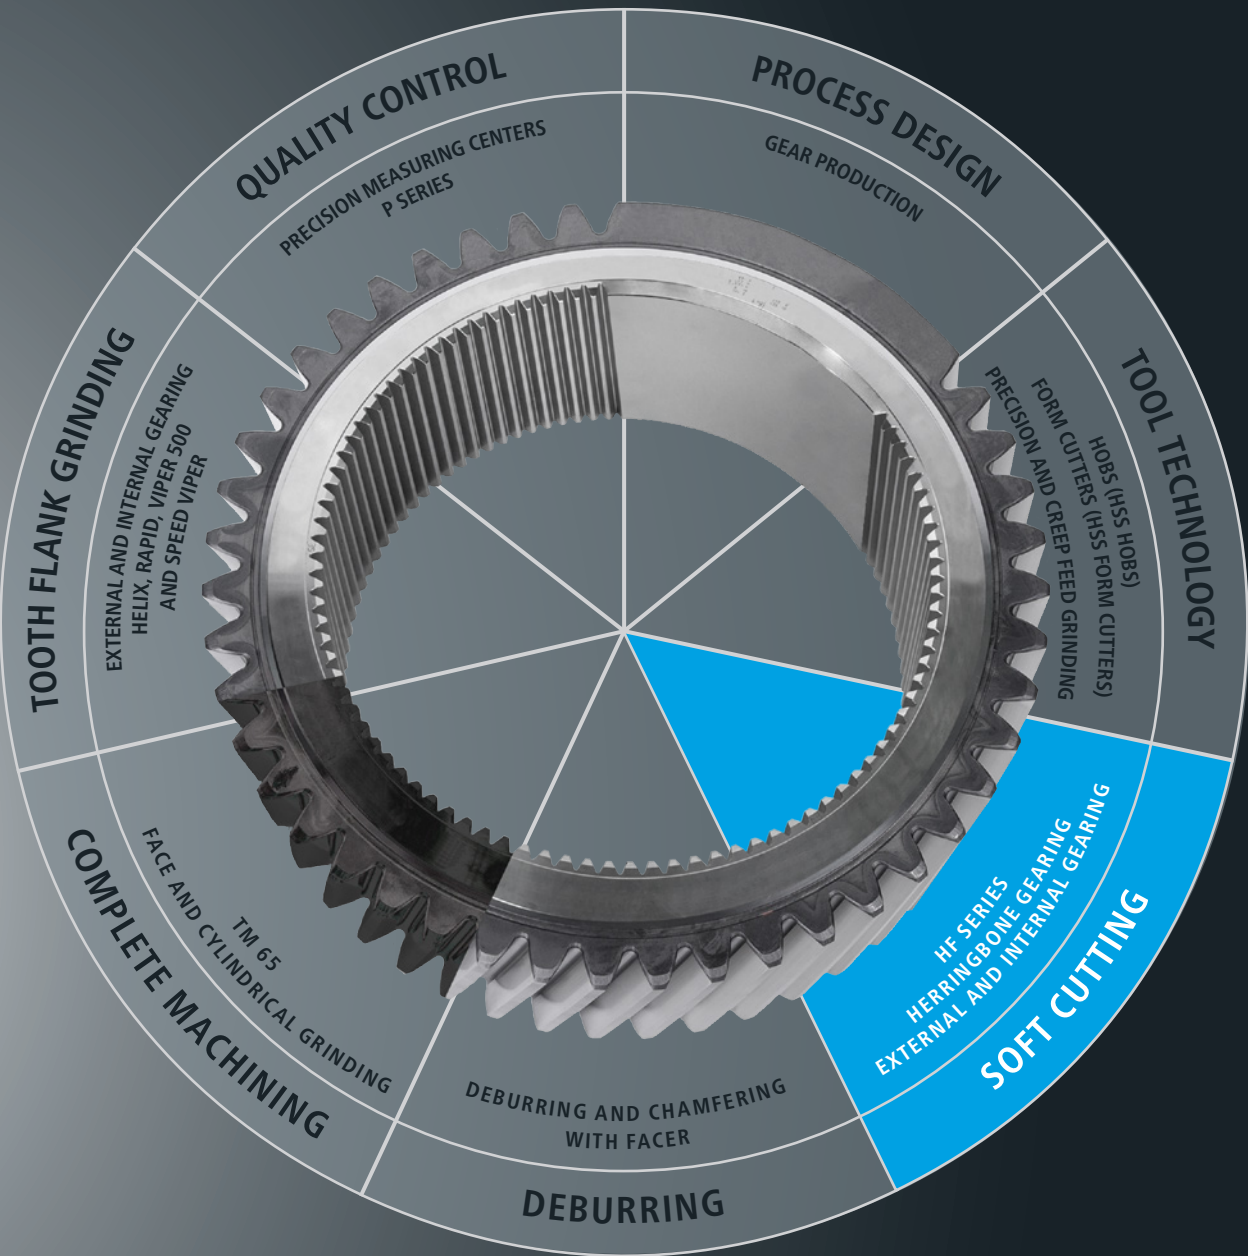 PROCESS DESIGN
GEAR PRODUCTION
TOOL TECHNOLOGY
HOBS (HSS HOBS)
FORM CUTTERS (HSS FORM CUTTERS)
PRECISION AND CREEP FEED GRINDING
HF SERIES
HERRINGBONE GEARING
EXTERNAL AND INTERNAL GEARING
SOFT CUTTING
DEBURRING AND CHAMFERING
WITH FACER
DEBURRING
TM 65
FACE AND CYLINDRICAL GRINDING
COMPLETE MACHINING
TOOTH FLANK GRINDING
EXTERNAL AND INTERNAL GEARING
HELIX, RAPID, VIPER 500
AND SPEED VIPER
QUALITY CONTROL
PRECISION MEASURING CENTERS
P SERIES